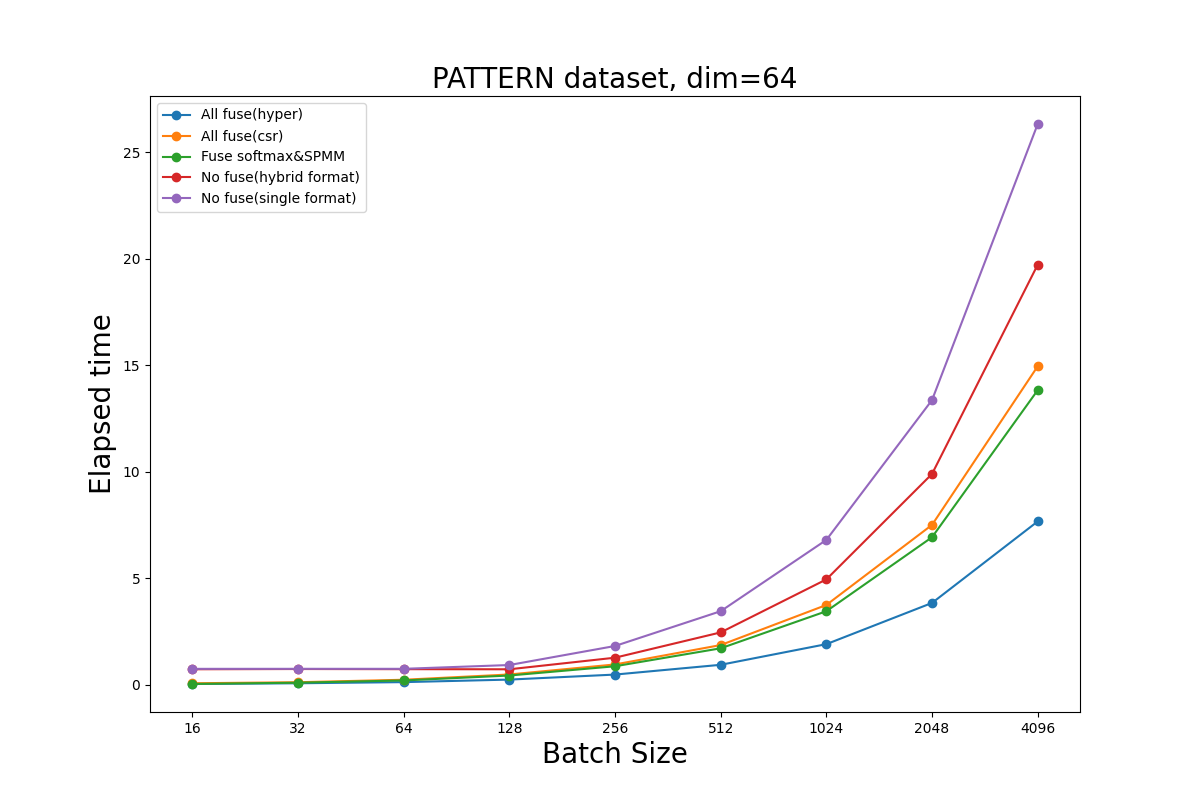 PATTERN dataset, dim=64
All fuse(hyper)
All fuse(csr)
Fuse softmax&SPMM
No fuse(hybrid format)
No fuse(single format)
Elapsed time
25
20
15
10
5
0
16 32 64 128 256 512 1024 2048 4096
Batch Size